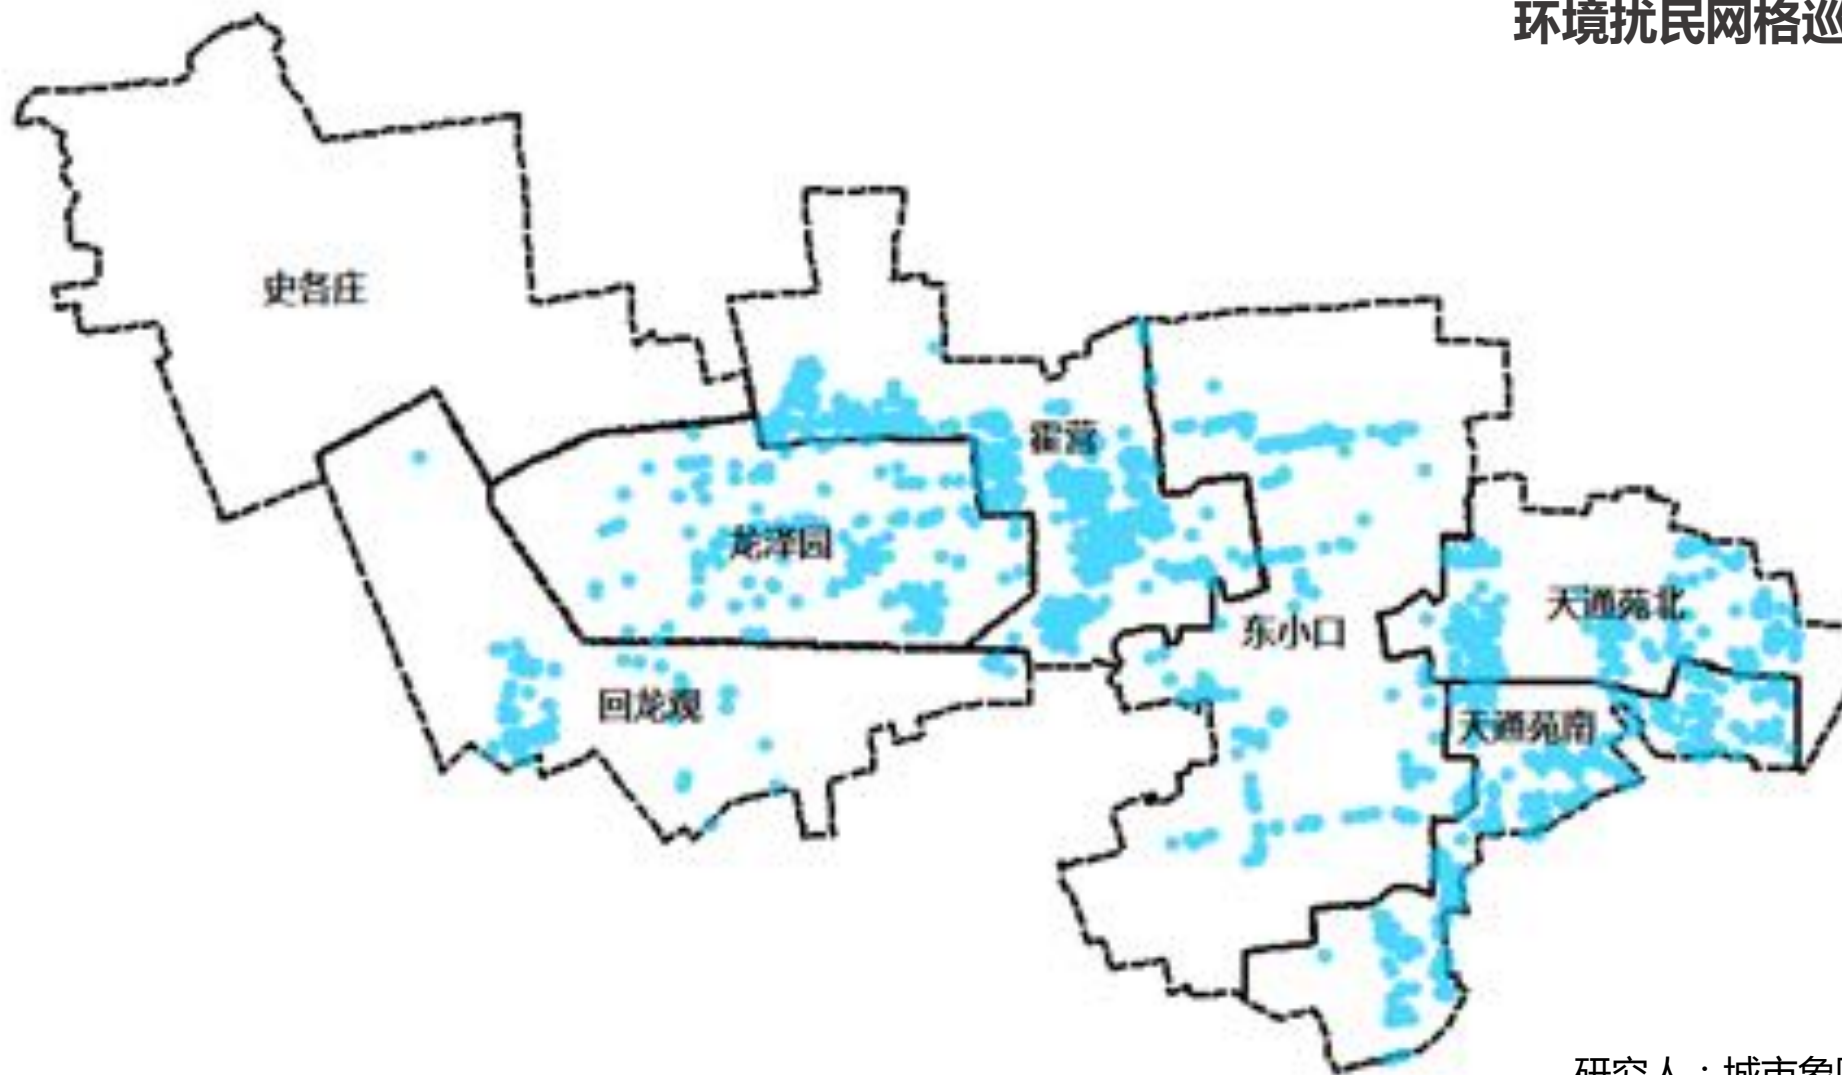 环境扰民网格巡
史各庄
霍营
龙泽园
天通苑北
东小口
回龙观
天通苑南
研究人：城市象